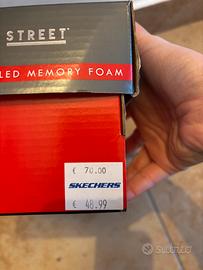 STREET
LED MEMORY FOAM
€ 70.00
SKECHERS
€ 48.99
Subito